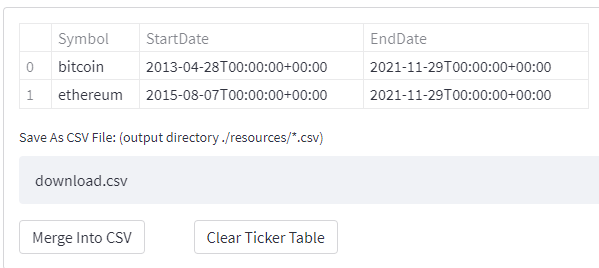 Symbol StartDate EndDate
0 bitcoin 2013-04-28T00:00:00+00:00 2021-11-29T00:00:00+00:00
1 ethereum 2015-08-07T00:00:00+00:00 2021-11-29T00:00:00+00:00
Save As CSV File: (output directory ./resources/*.csv)
download.csv
Merge Into CSV Clear Ticker Table